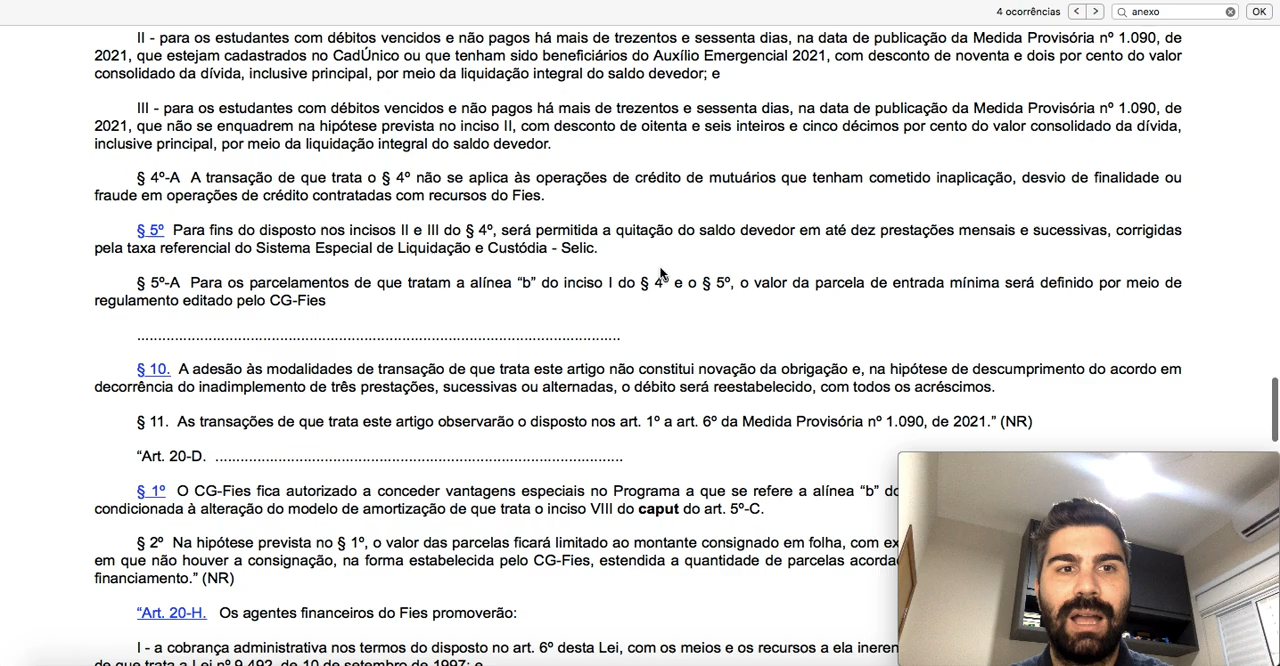 4 ocorrências < > anexo OK
II - para os estudantes com débitos vencidos e não pagos há mais de trezentos e sessenta dias, na data de publicação da Medida Provisória nº 1.090, de
2021, que estejam cadastrados no CadÚnico ou que tenham sido beneficiários do Auxílio Emergencial 2021, com desconto de noventa e dois por cento do valor
consolidado da dívida, inclusive principal, por meio da liquidação integral do saldo devedor; e
III - para os estudantes com débitos vencidos e não pagos há mais de trezentos e sessenta dias, na data de publicação da Medida Provisória nº 1.090, de
2021, que não se enquadrem na hipótese prevista no inciso II, com desconto de oitenta e seis inteiros e cinco décimos por cento do valor consolidado da dívida,
inclusive principal, por meio da liquidação integral do saldo devedor.
§ 4º-A A transação de que trata o § 4º não se aplica às operações de crédito de mutuários que tenham cometido inaplicação, desvio de finalidade ou
fraude em operações de crédito contratadas com recursos do Fies.
§ 5º Para fins do disposto nos incisos II e III do § 4º, será permitida a quitação do saldo devedor em até dez prestações mensais e sucessivas, corrigidas
pela taxa referencial do Sistema Especial de Liquidação e Custódia - Selic.
§ 5º-A Para os parcelamentos de que tratam a alínea “b” do inciso I do § 4º e o § 5º, o valor da parcela de entrada mínima será definido por meio de
regulamento editado pelo CG-Fies
....................................................................................................................
§ 10. A adesão às modalidades de transação de que trata este artigo não constitui novação da obrigação e, na hipótese de descumprimento do acordo em
decorrência do inadimplemento de três prestações, sucessivas ou alternadas, o débito será reestabelecido, com todos os acréscimos.
§ 11. As transações de que trata este artigo observarão o disposto nos art. 1º a art. 6º da Medida Provisória nº 1.090, de 2021.” (NR)
“Art. 20-D. ..................................................................................................
§ 1º O CG-Fies fica autorizado a conceder vantagens especiais no Programa a que se refere a alínea “b” do
condicionada à alteração do modelo de amortização de que trata o inciso VIII do caput do art. 5º-C.
§ 2º Na hipótese prevista no § 1º, o valor das parcelas ficará limitado ao montante consignado em folha, com ex
em que não houver a consignação, na forma estabelecida pelo CG-Fies, estendida a quantidade de parcelas acorda
financiamento.” (NR)
“Art. 20-H. Os agentes financeiros do Fies promoverão:
I - a cobrança administrativa nos termos do disposto no art. 6º desta Lei, com os meios e os recursos a ela ineren
de que trata a Lei nº 9.492, de 10 de setembro de 1997; e